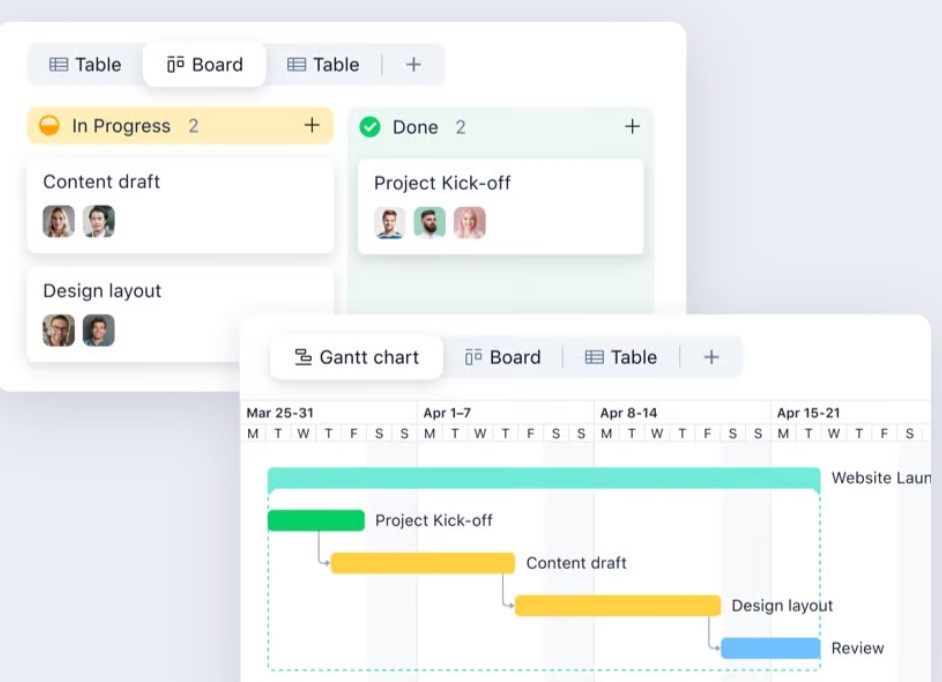 Table Board Table +
In Progress 2 +
Done 2 +
Content draft
Project Kick-off
Design layout
Gantt chart Board Table +
Mar 25-31 Apr 1–7 Apr 8-14 Apr 15-21
M T W T F S S M T W T F S S M T W T F S S M T W T F S
Website Laun
Project Kick-off
Content draft
Design layout
Review